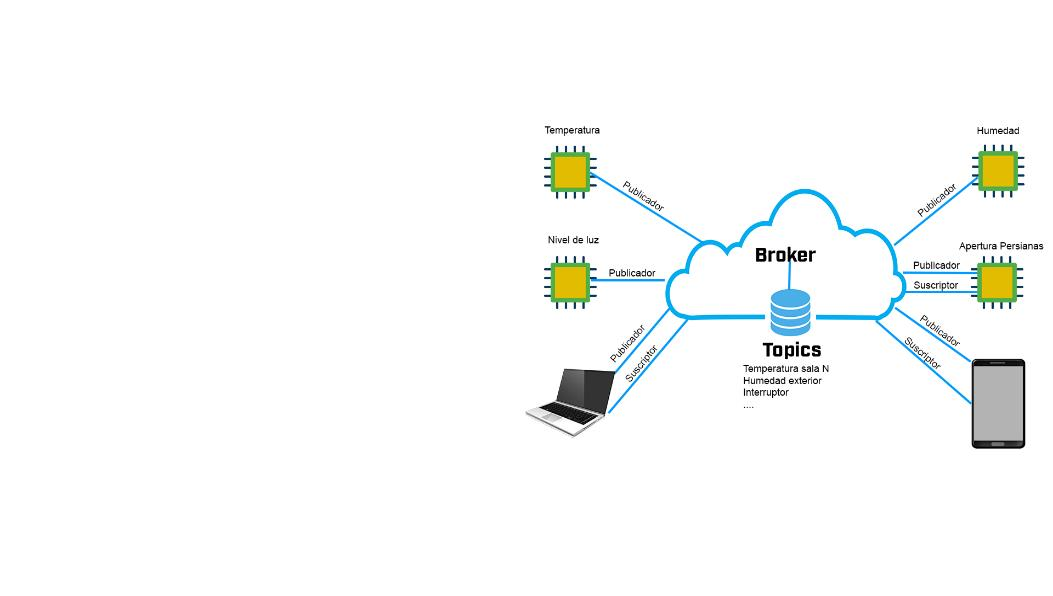 Temperatura
Humedad
Publicador
Publicador
Nivel de luz
Apertura Persianas
Broker
Publicador
Publicador
Suscriptor
Publicador
Suscriptor
Publicador
Suscriptor
Topics
Temperatura sala N
Humedad exterior
Interruptor
....